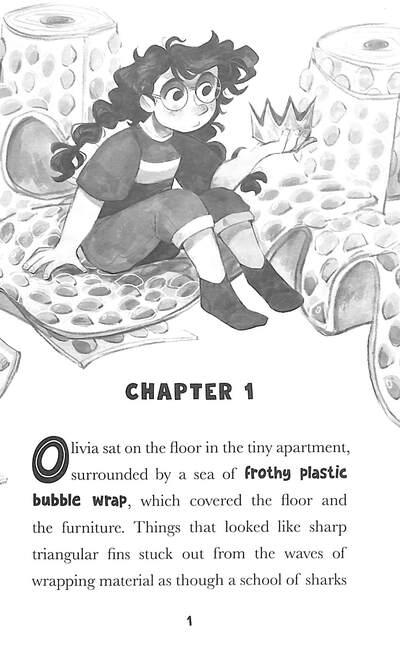 CHAPTER 1
Olivia sat on the floor in the tiny apartment,
surrounded by a sea of frothy plastic
bubble wrap, which covered the floor and
the furniture. Things that looked like sharp
triangular fins stuck out from the waves of
wrapping material as though a school of sharks
1